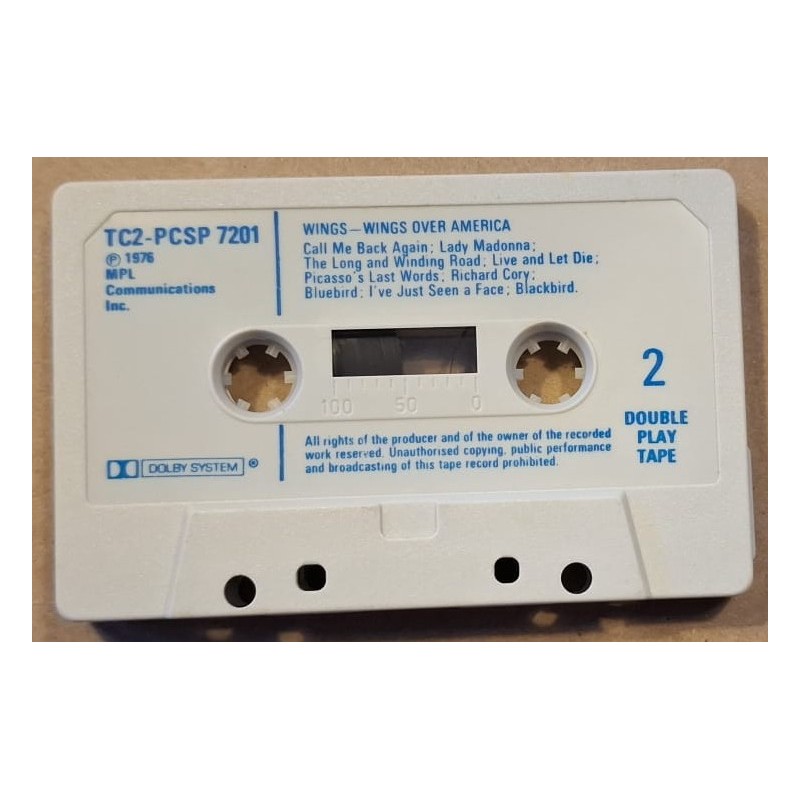 TC2-PCSP 7201
℗ 1976
MPL
Communications
Inc.
WINGS—WINGS OVER AMERICA
Call Me Back Again; Lady Madonna;
The Long and Winding Road; Live and Let Die;
Picasso's Last Words; Richard Cory;
Bluebird; I've Just Seen a Face; Blackbird.
100 50 0
2
DOUBLE
PLAY
TAPE
DOLBY SYSTEM ®
All rights of the producer and of the owner of the recorded
work reserved. Unauthorised copying, public performance
and broadcasting of this tape record prohibited.